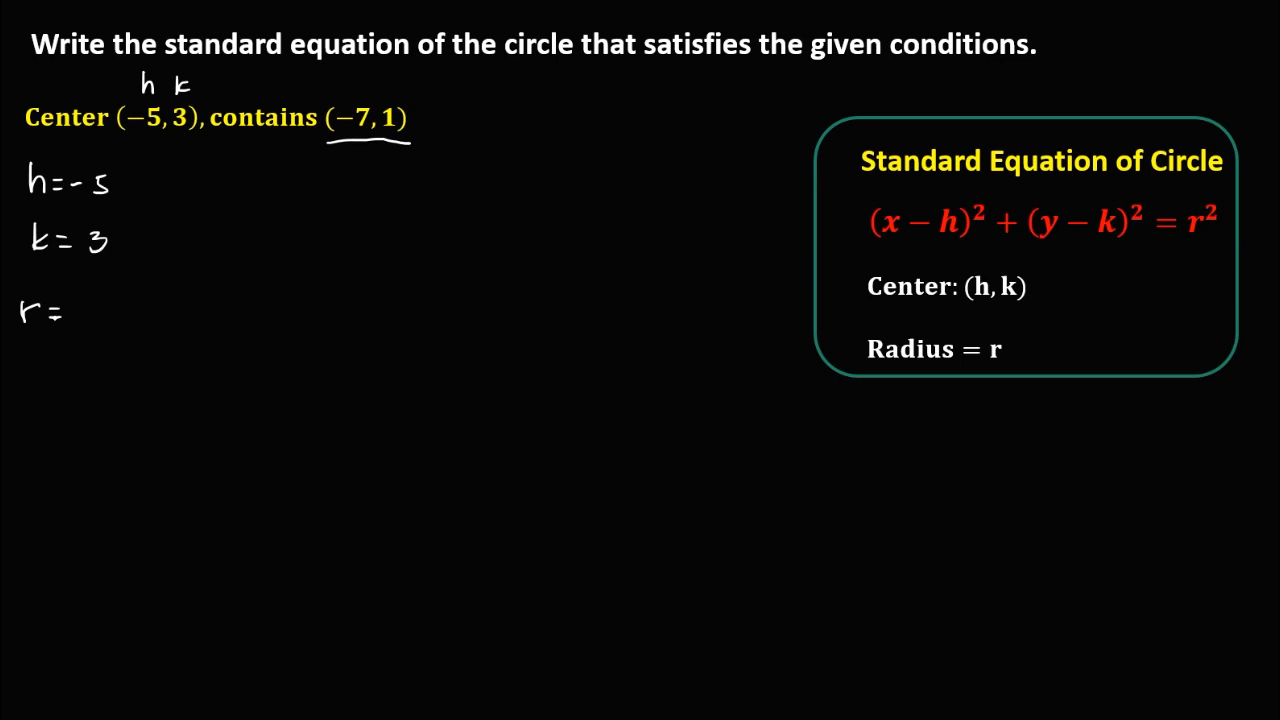 Write the standard equation of the circle that satisfies the given conditions.
h k
Center (−5, 3), contains (−7, 1)
h = - 5
k = 3
r =
Standard Equation of Circle
(x − h)² + (y − k)² = r²
Center: (h, k)
Radius = r